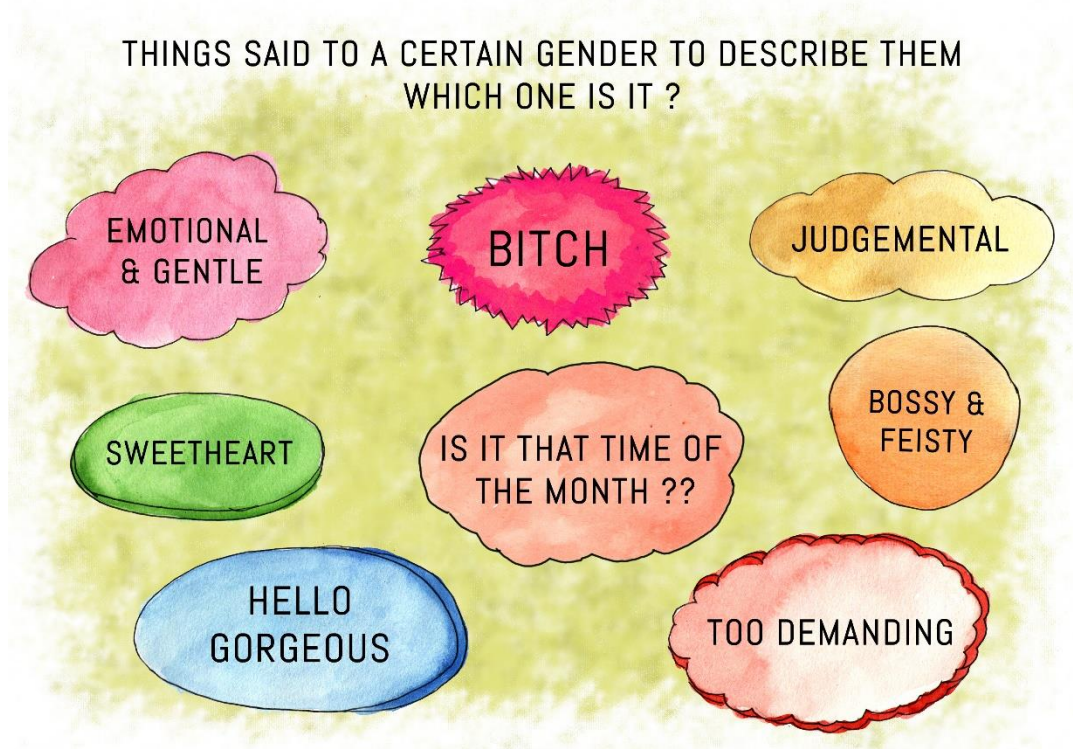 THINGS SAID TO A CERTAIN GENDER TO DESCRIBE THEM
WHICH ONE IS IT ?
EMOTIONAL
& GENTLE
BITCH
JUDGEMENTAL
SWEETHEART
IS IT THAT TIME OF
THE MONTH ??
BOSSY &
FEISTY
HELLO
GORGEOUS
TOO DEMANDING